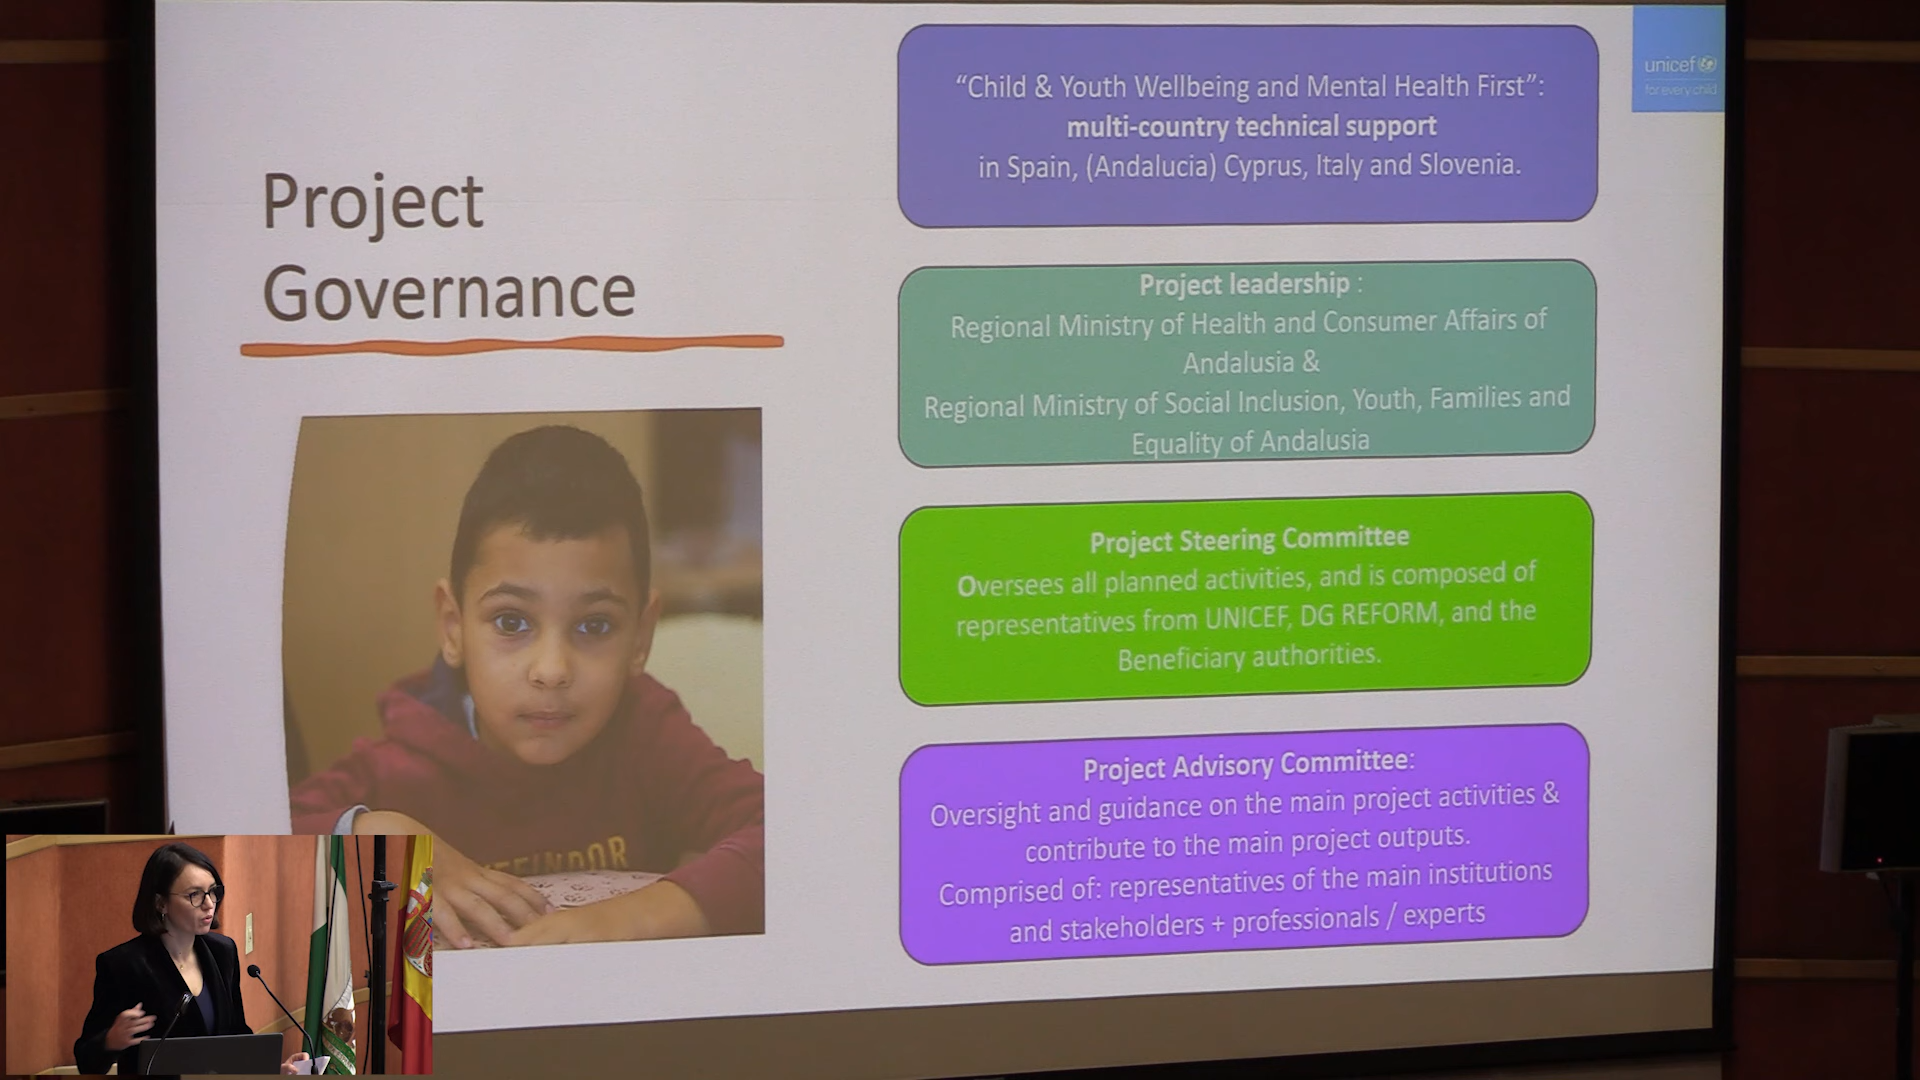 Project
Governance
“Child & Youth Wellbeing and Mental Health First”:
multi-country technical support
in Spain, (Andalucia) Cyprus, Italy and Slovenia.
unicef
for every child
Project leadership :
Regional Ministry of Health and Consumer Affairs of
Andalusia &
Regional Ministry of Social Inclusion, Youth, Families and
Equality of Andalusia
Project Steering Committee
Oversees all planned activities, and is composed of
representatives from UNICEF, DG REFORM, and the
Beneficiary authorities.
Project Advisory Committee:
Oversight and guidance on the main project activities &
contribute to the main project outputs.
Comprised of: representatives of the main institutions
and stakeholders + professionals / experts